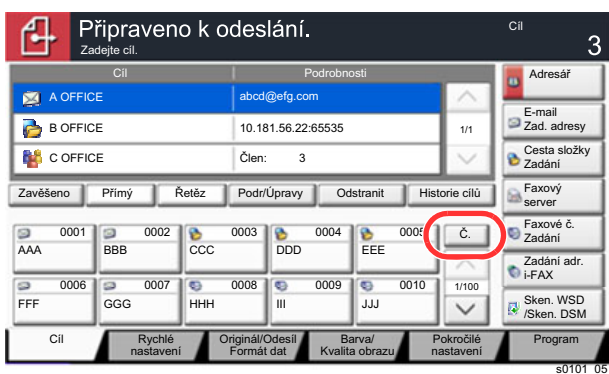 Připraveno k odeslání.
Zadejte cíl.
Cíl
3
Cíl Podrobnosti
A OFFICE abcd@efg.com
B OFFICE 10.181.56.22:65535
C OFFICE Člen: 3
1/1
Zavěšeno Přímý Řetěz Podr/Úpravy Odstranit Historie cílů
0001 0002 0003 0004 0005
AAA BBB CCC DDD EEE
Č.
0006 0007 0008 0009 0010
FFF GGG HHH III JJJ
1/100
Adresář
E-mail
Zad. adresy
Cesta složky
Zadání
Faxový
server
Faxové č.
Zadání
Zadání adr.
i-FAX
Sken. WSD
/Sken. DSM
Cíl
Rychlé
nastavení
Originál/Odesíl
Formát dat
Barva/
Kvalita obrazu
Pokročilé
nastavení
Program
s0101_05